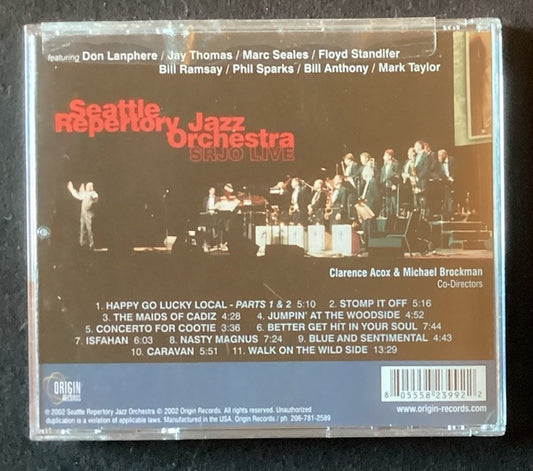 featuring Don Lanphere / Jay Thomas / Marc Seales / Floyd Standifer
Bill Ramsay / Phil Sparks / Bill Anthony / Mark Taylor
Seattle
Repertory Jazz
Orchestra
SRJO LIVE
Clarence Acox & Michael Brockman
Co-Directors
1. HAPPY GO LUCKY LOCAL - PARTS 1 & 2 5:10 2. STOMP IT OFF 5:16
3. THE MAIDS OF CADIZ 4:28 4. JUMPIN' AT THE WOODSIDE 4:52
5. CONCERTO FOR COOTIE 3:36 6. BETTER GET HIT IN YOUR SOUL 7:44
7. ISFAHAN 6:03 8. NASTY MAGNUS 7:24 9. BLUE AND SENTIMENTAL 4:43
10. CARAVAN 5:51 11. WALK ON THE WILD SIDE 13:29
ORIGIN
RECORDS
8 05558 23992 2
www.origin-records.com
© 2002 Seattle Repertory Jazz Orchestra © 2002 Origin Records. All rights reserved. Unauthorized
duplication is a violation of applicable laws. Manufactured in the USA. Origin Records / ph. 206-781-2589